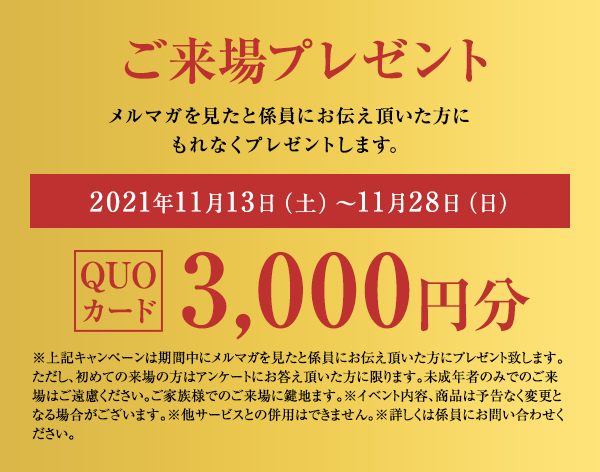 ご来場プレゼント
メルマガを見たと係員にお伝え頂いた方に
もれなくプレゼントします。
2021年11月13日（土）～11月28日（日）
QUO
カード
3,000円分
※上記キャンペーンは期間中にメルマガを見たと係員にお伝え頂いた方にプレゼント致します。
ただし、初めての来場の方はアンケートにお答え頂いた方に限ります。未成年者のみでのご来
場はご遠慮ください。ご家族様でのご来場に鍵地ます。※イベント内容、商品は予告なく変更と
なる場合がございます。※他サービスとの併用はできません。※詳しくは係員にお問い合わせく
ださい。